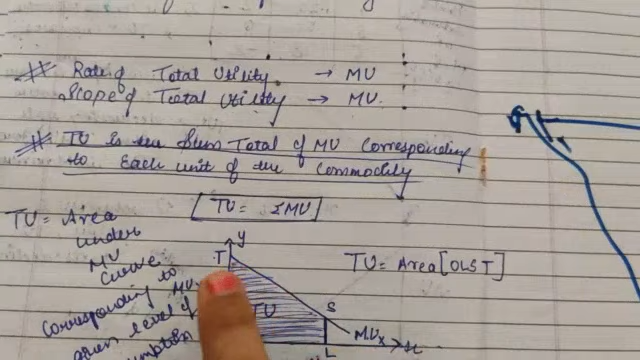 # Rate of Total Utility → MU
Scope of Total Utility → MU.
# TU is the Sum Total of MU Corresponding
to Each unit of the Commodity
TU = Area
under
MU
Curve
Corresponding to
given level of
[TU = ΣMU]
TU = Area [OLST]
y
T
MUx
TU
S
MUx
x
L